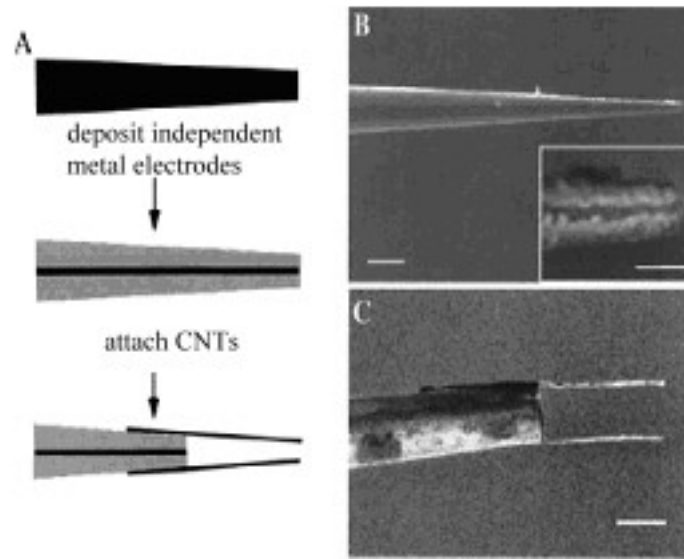 A
deposit independent
metal electrodes
attach CNTs
B
C